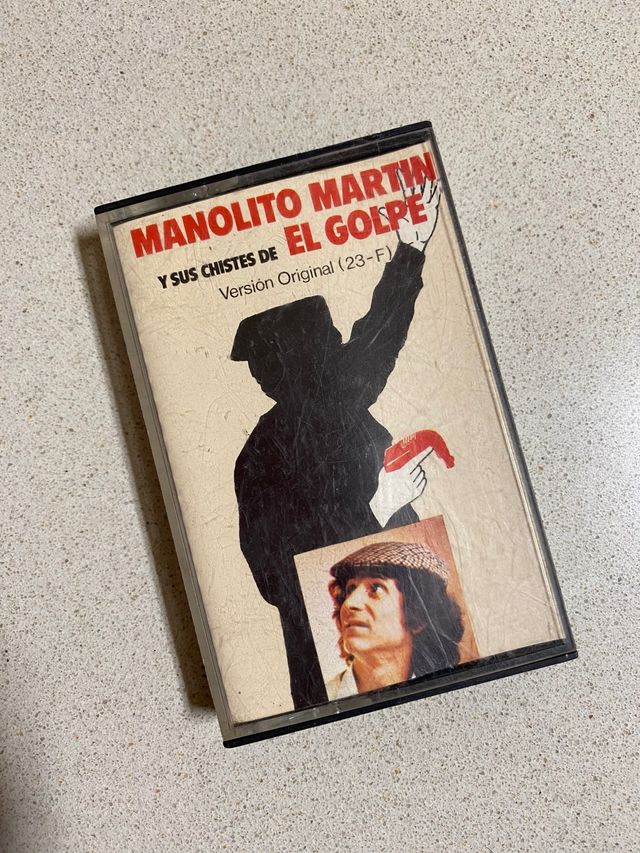 MANOLITO MARTIN
Y SUS CHISTES DE EL GOLPE
Versión Original (23-F)